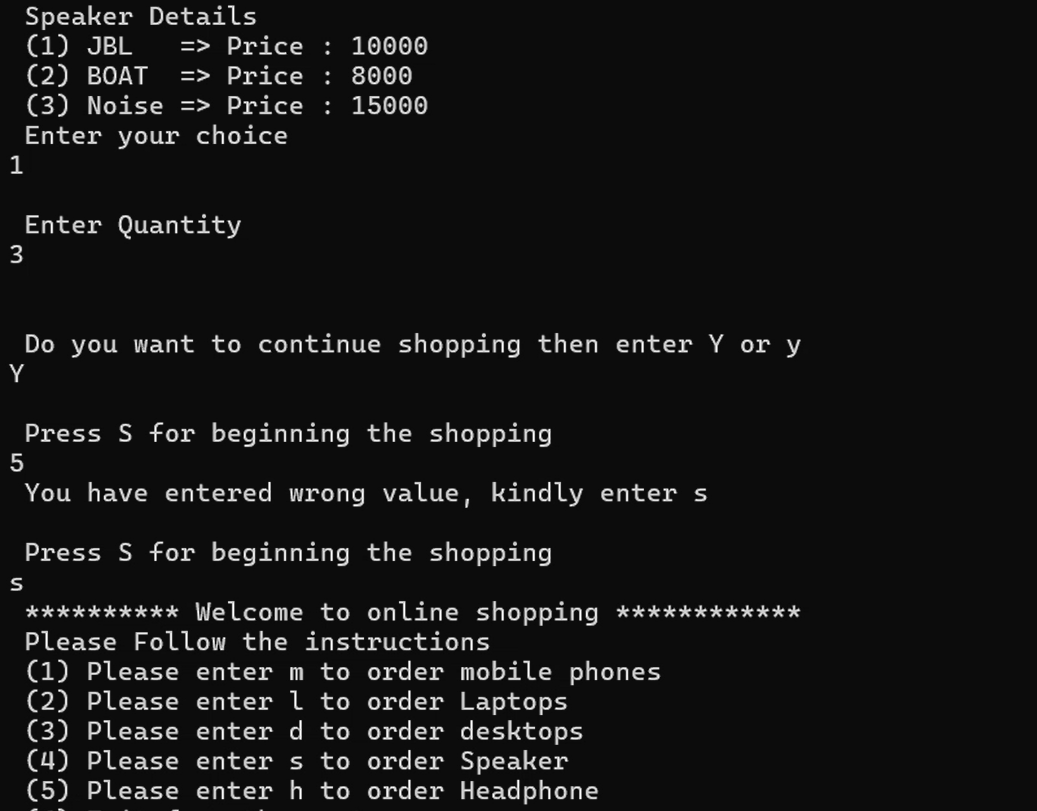 Speaker Details
(1) JBL   => Price : 10000
(2) BOAT  => Price : 8000
(3) Noise => Price : 15000
Enter your choice
1
Enter Quantity
3
Do you want to continue shopping then enter Y or y
Y
Press S for beginning the shopping
5
You have entered wrong value, kindly enter s
Press S for beginning the shopping
s
********** Welcome to online shopping ************
Please Follow the instructions
(1) Please enter m to order mobile phones
(2) Please enter l to order Laptops
(3) Please enter d to order desktops
(4) Please enter s to order Speaker
(5) Please enter h to order Headphone